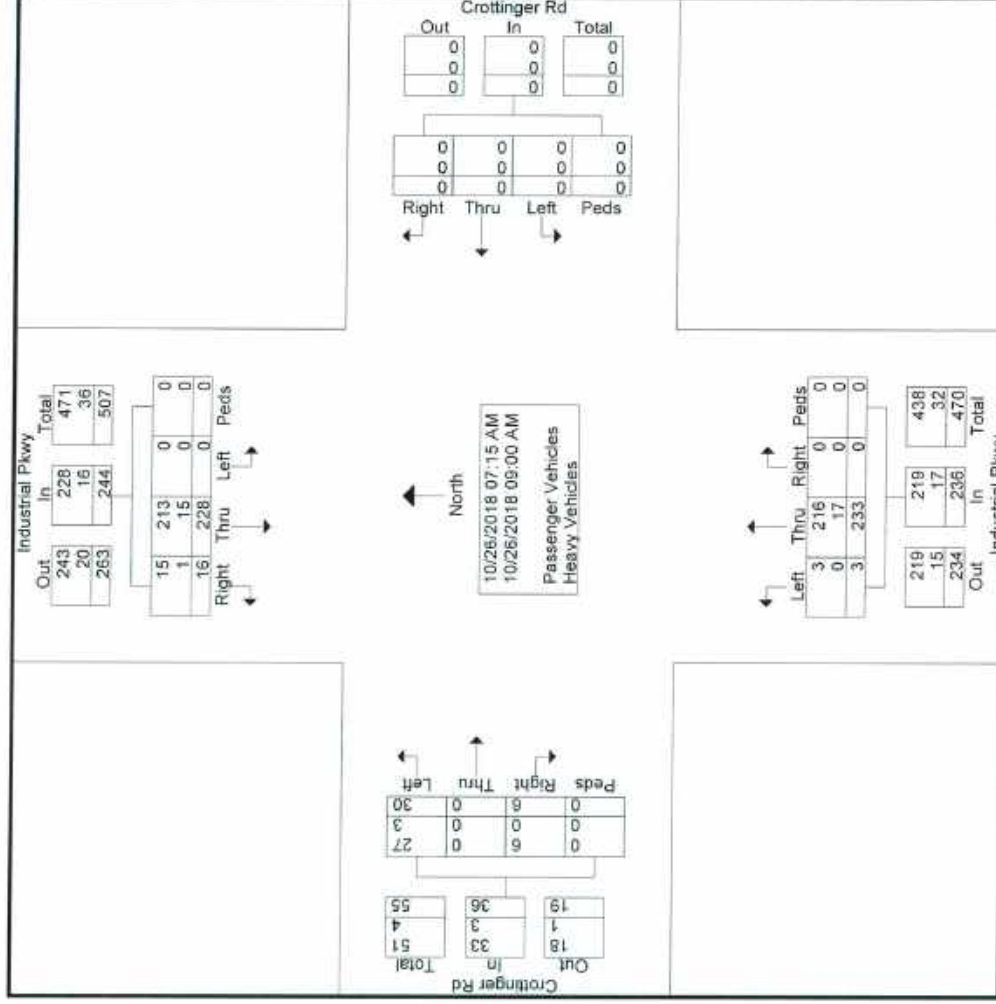 Crottinger Rd
Out In Total
0 0 0
0 0 0
0 0 0
0 0 0 0
0 0 0 0
0 0 0 0
Right Thru Left Peds
Industrial Pkwy
Out In Total
243 228 471
20 16 36
263 244 507
15 213 0 0
1 15 0 0
16 228 0 0
Right Thru Left Peds
North
10/26/2018 07:15 AM
10/26/2018 09:00 AM
Passenger Vehicles
Heavy Vehicles
Left Thru Right Peds
3 216 0 0
0 17 0 0
3 233 0 0
219 219 438
15 17 32
234 236 470
Out In Total
Industrial Pkwy
Left Thru Right Peds
30 0 6 0
3 0 0 0
27 0 6 0
55 36 19
4 3 1
51 33 18
Total In Out
Crottinger Rd